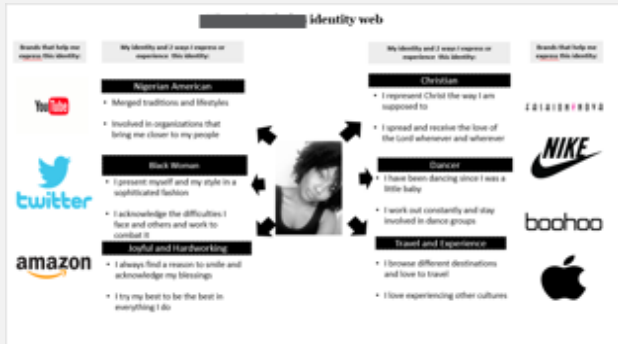 identity web
Brands that help me
express this identity:
My identity and 2 ways I express or
experience this identity:
My identity and 2 ways I express or
experience this identity:
Brands that help me
express this identity:
Nigerian American
• Merged traditions and lifestyles
• Involved in organizations that
bring me closer to my people
Black Woman
• I present myself and my style in a
sophisticated fashion
• I acknowledge the difficulties I
face and others and work to
combat it
Joyful and Hardworking
• I always find a reason to smile and
acknowledge my blessings
• I try my best to be the best in
everything I do
Christian
• I represent Christ the way I am
supposed to
• I spread and receive the love of
the Lord whenever and wherever
Dancer
• I have been dancing since I was a
little baby
• I work out constantly and stay
involved in dance groups
Travel and Experience
• I browse different destinations
and love to travel
• I love experiencing other cultures
YouTube
twitter
amazon
FASHION NOVA
NIKE
boohoo